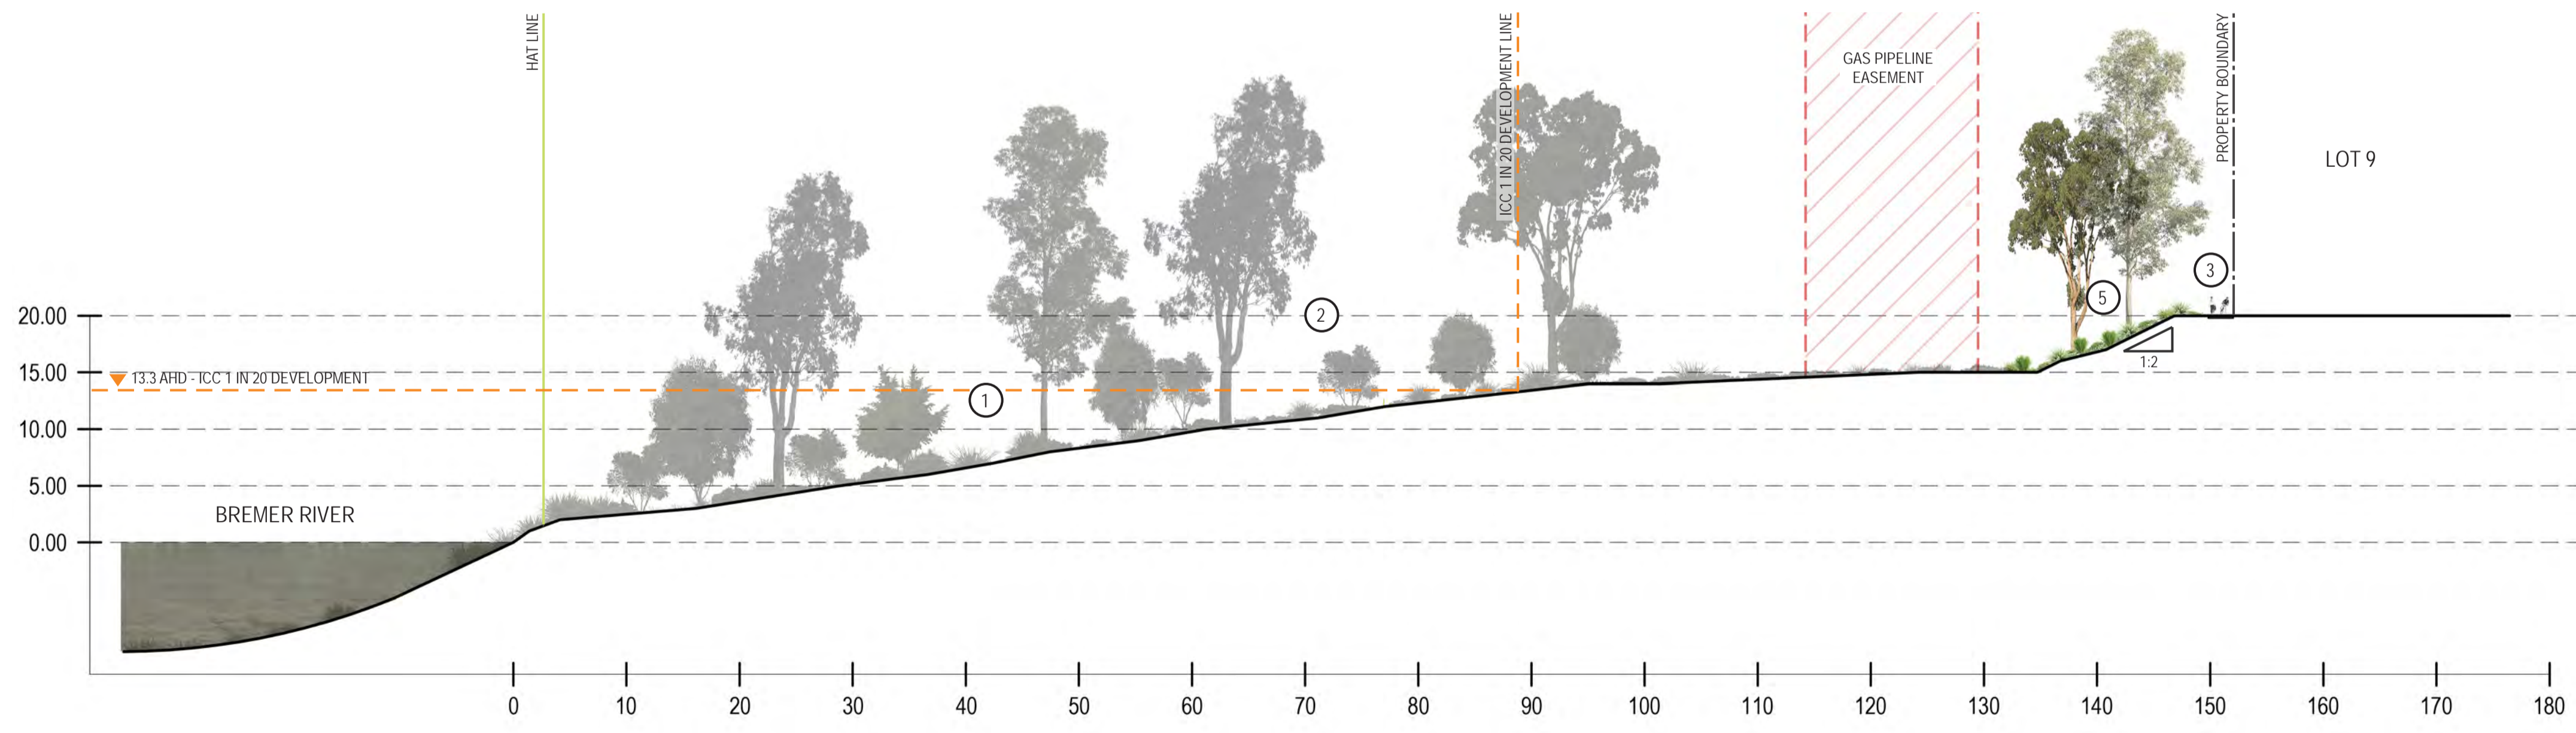 HAT LINE
ICC 1 IN 20 DEVELOPMENT LINE
GAS PIPELINE
EASEMENT
PROPERTY BOUNDARY
LOT 9
3
5
2
1
20.00
15.00
10.00
5.00
0.00
13.3 AHD - ICC 1 IN 20 DEVELOPMENT
1:2
BREMER RIVER
0 10 20 30 40 50 60 70 80 90 100 110 120 130 140 150 160 170 180